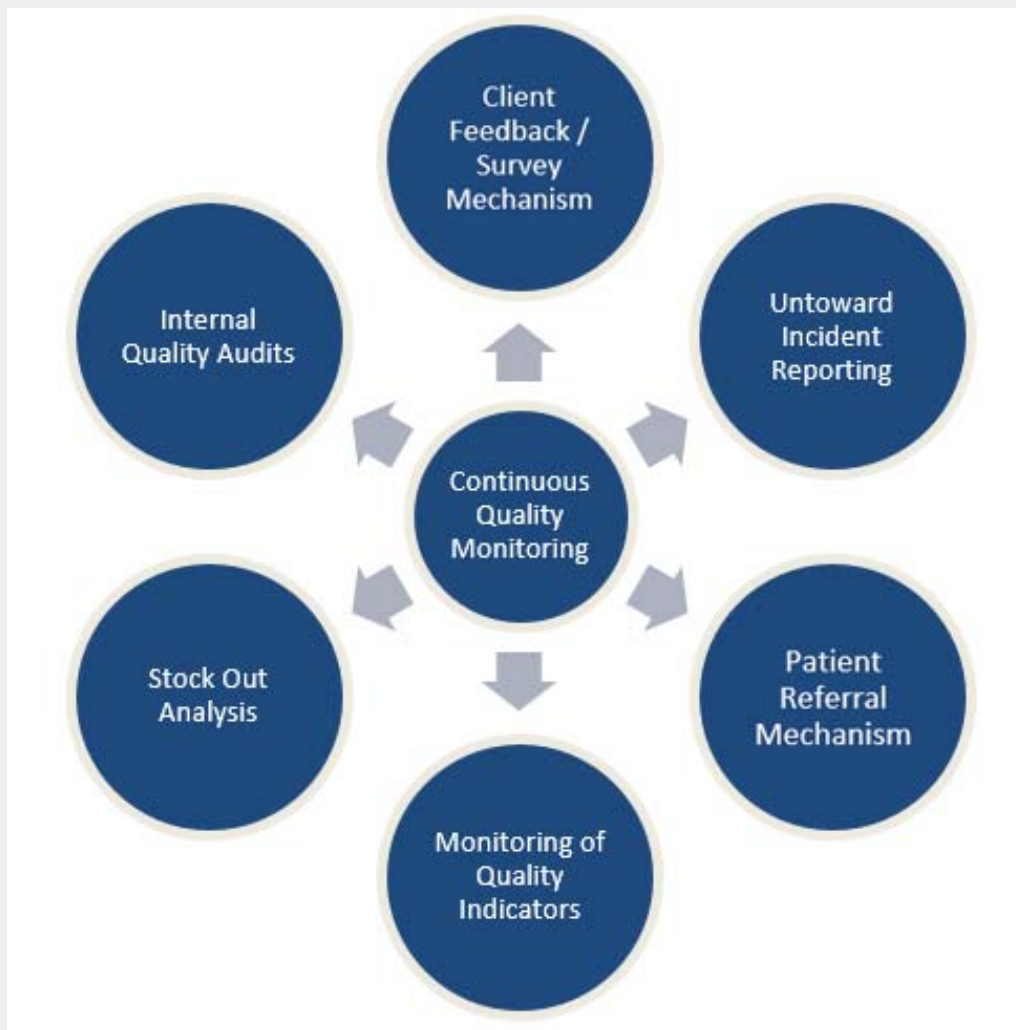 Client
Feedback /
Survey
Mechanism
Internal
Quality Audits
Untoward
Incident
Reporting
Continuous
Quality
Monitoring
Stock Out
Analysis
Patient
Referral
Mechanism
Monitoring of
Quality
Indicators